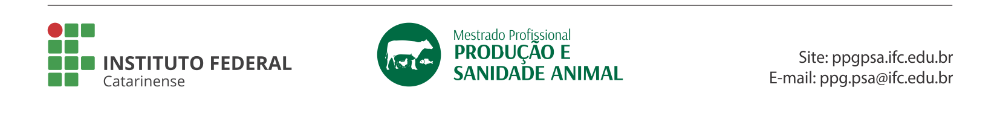 INSTITUTO FEDERAL
Catarinense
Mestrado Profissional
PRODUÇÃO E
SANIDADE ANIMAL
Site: ppgpsa.ifc.edu.br
E-mail: ppg.psa@ifc.edu.br